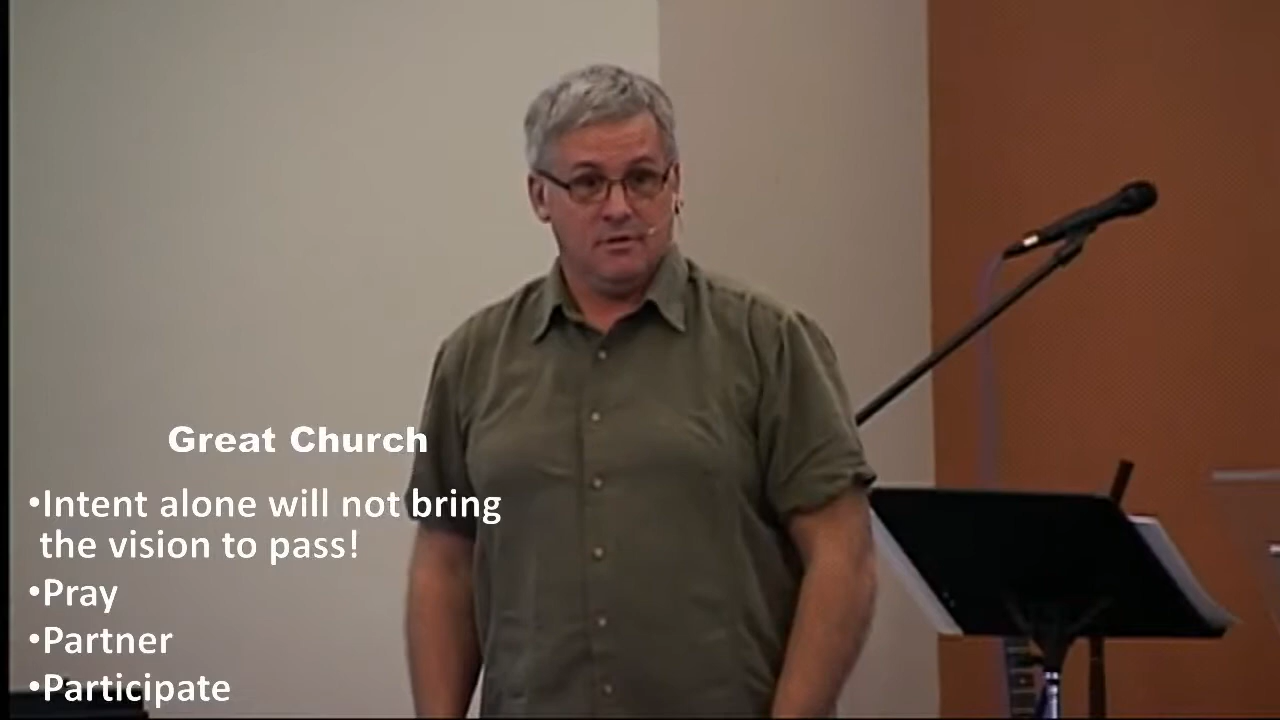 Great Church
•Intent alone will not bring
the vision to pass!
•Pray
•Partner
•Participate